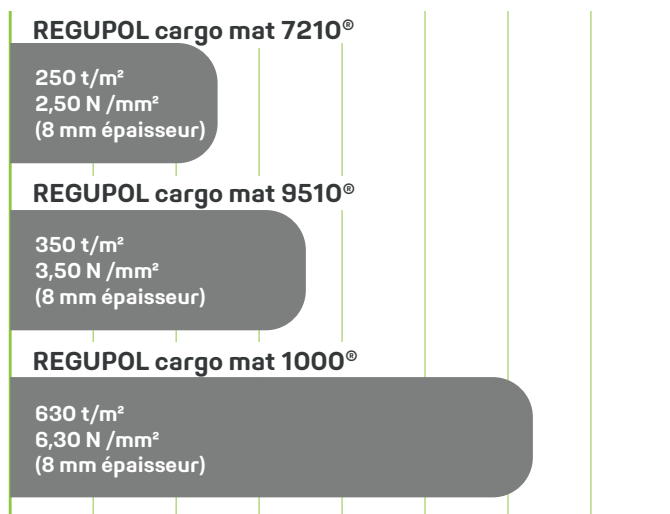 REGUPOL cargo mat 7210®
250 t/m²
2,50 N /mm²
(8 mm épaisseur)
REGUPOL cargo mat 9510®
350 t/m²
3,50 N /mm²
(8 mm épaisseur)
REGUPOL cargo mat 1000®
630 t/m²
6,30 N /mm²
(8 mm épaisseur)